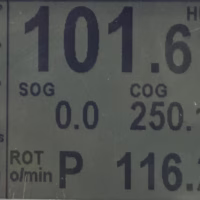 H
101.6
SOG COG
0.0 250.
ROT
°/min P 116.